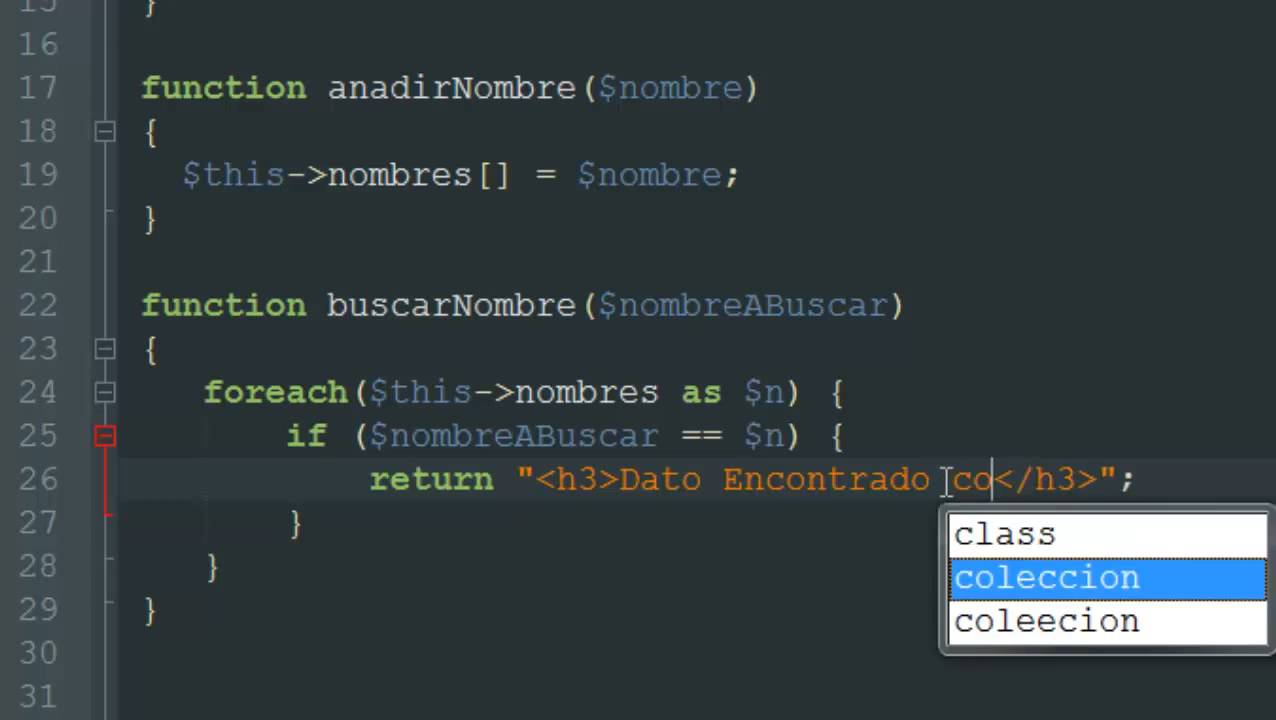 15 }
16
17 function anadirNombre($nombre)
18 {
19 $this->nombres[] = $nombre;
20 }
21
22 function buscarNombre($nombreABuscar)
23 {
24 foreach($this->nombres as $n) {
25 if ($nombreABuscar == $n) {
26 return "<h3>Dato Encontrado co</h3>";
class
27 }
coleccion
28 }
coleecion
29 }
30
31